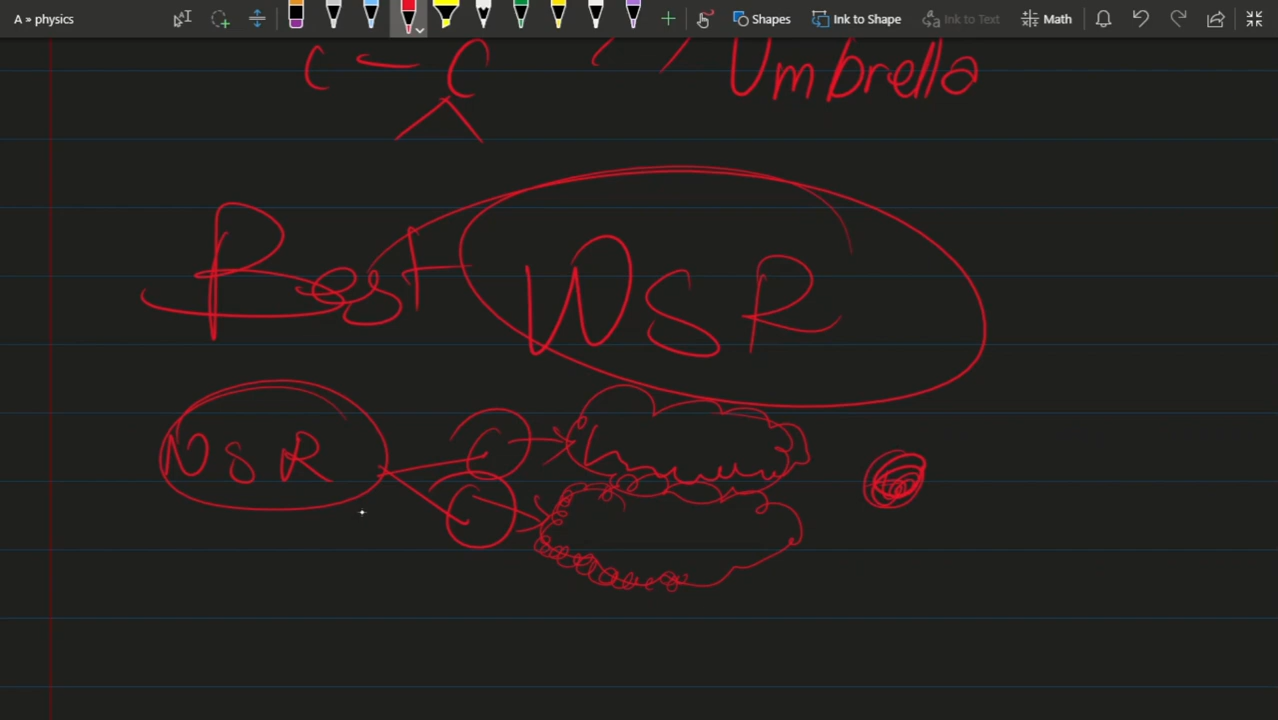 A » physics
Shapes Ink to Shape Ink to Text Math
C — C Umbrella
Best WSR
NSR